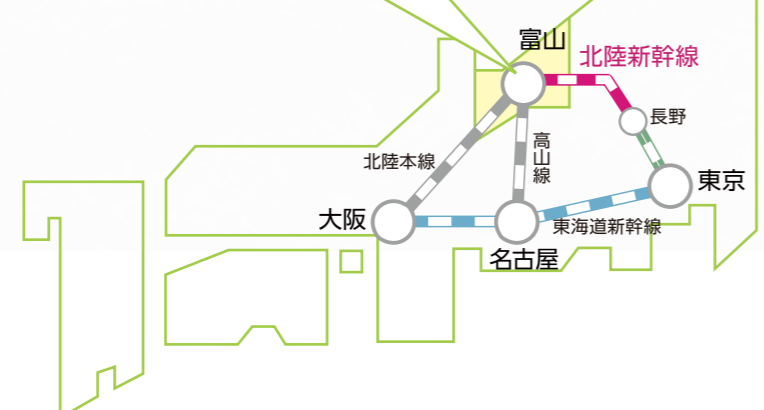 富山
北陸新幹線
長野
北陸本線
高山線
東京
大阪
東海道新幹線
名古屋